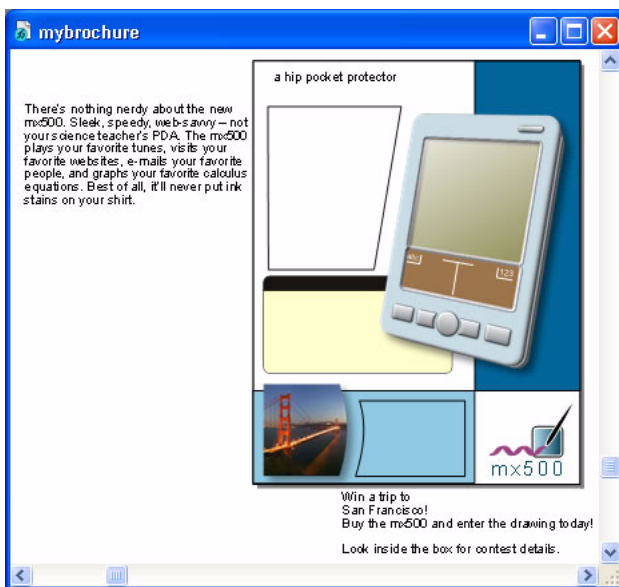 mybrochure
a hip pocket protector
There's nothing nerdy about the new
mx500. Sleek, speedy, web-savvy – not
your science teacher's PDA. The mx500
plays your favorite tunes, visits your
favorite websites, e-mails your favorite
people, and graphs your favorite calculus
equations. Best of all, it'll never put ink
stains on your shirt.
abc
123
mx500
Win a trip to
San Francisco!
Buy the mx500 and enter the drawing today!
Look inside the box for contest details.